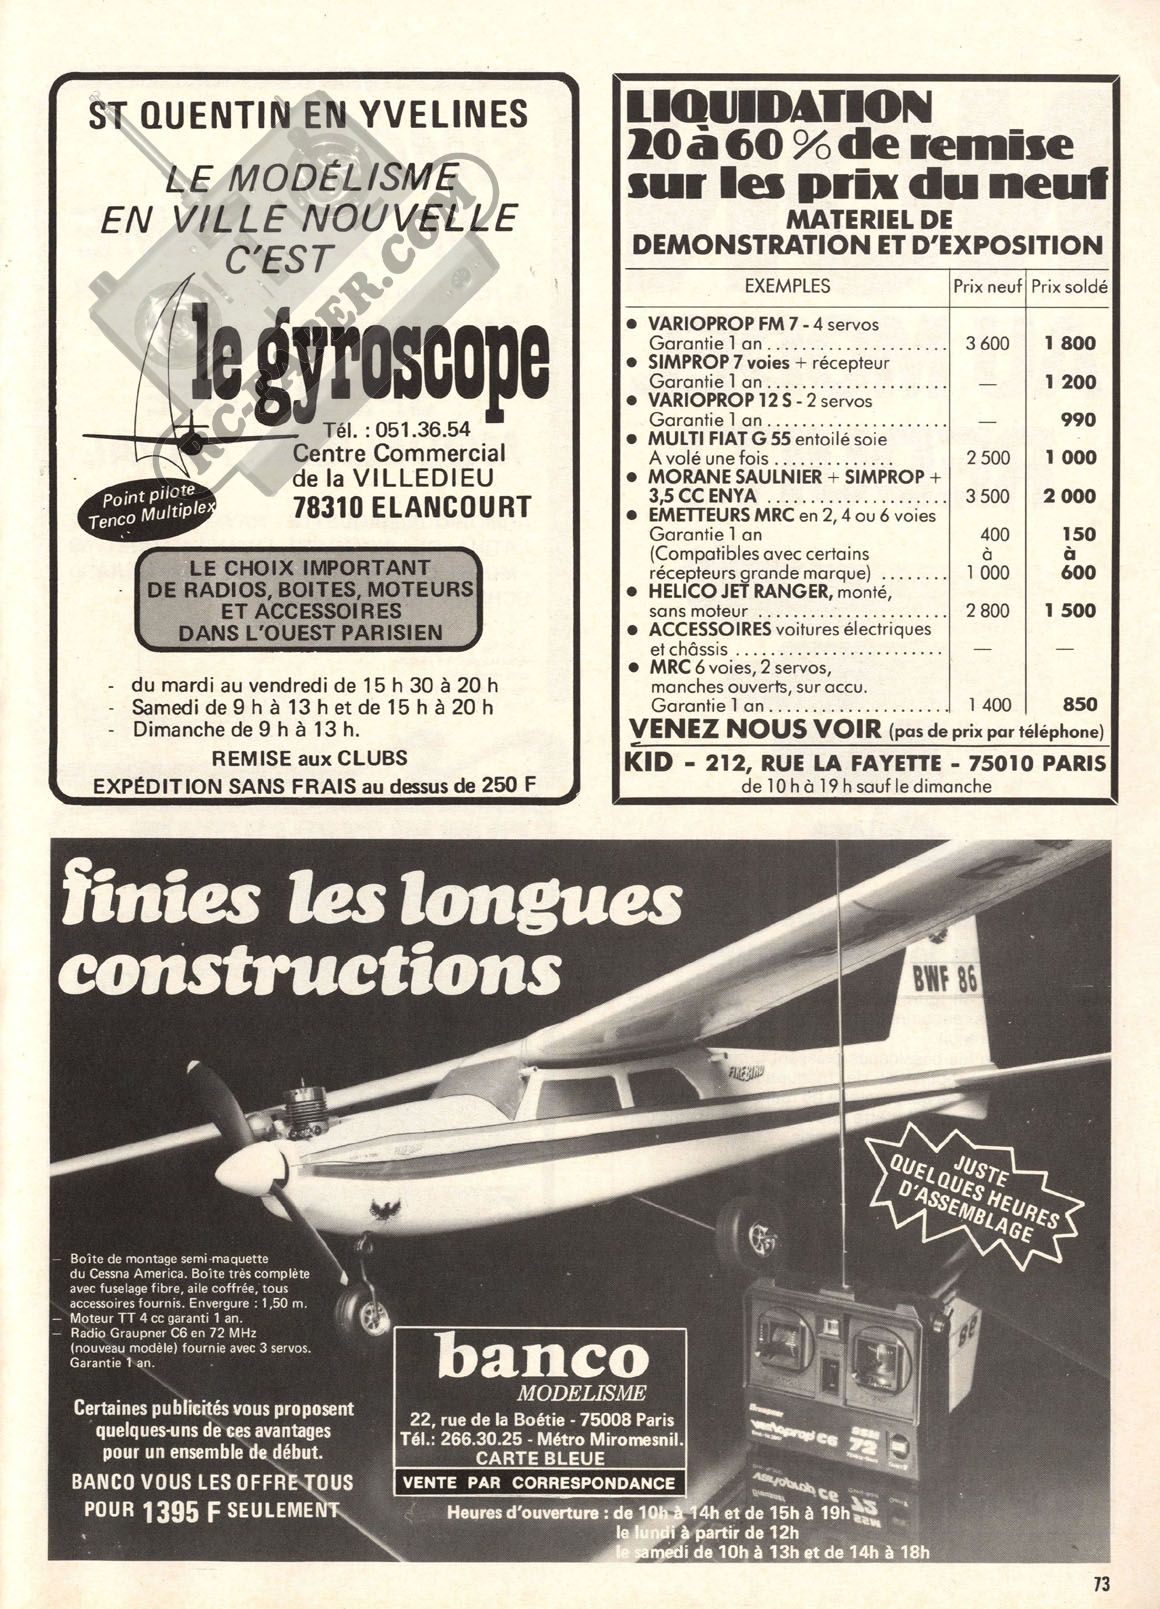 ST QUENTIN EN YVELINES
LE MODÉLISME
EN VILLE NOUVELLE
C'EST
le gyroscope
RC-RACER.COM
Tél. : 051.36.54
Centre Commercial
de la VILLEDIEU
78310 ELANCOURT
Point pilote
Tenco Multiplex
LE CHOIX IMPORTANT
DE RADIOS, BOITES, MOTEURS
ET ACCESSOIRES
DANS L'OUEST PARISIEN
- du mardi au vendredi de 15 h 30 à 20 h
- Samedi de 9 h à 13 h et de 15 h à 20 h
- Dimanche de 9 h à 13 h.
REMISE aux CLUBS
EXPÉDITION SANS FRAIS au dessus de 250 F
LIQUIDATION
20 à 60 % de remise
sur les prix du neuf
MATERIEL DE
DEMONSTRATION ET D'EXPOSITION
EXEMPLES Prix neuf Prix soldé
• VARIOPROP FM 7 - 4 servos
Garantie 1 an ..................... 3 600 1 800
• SIMPROP 7 voies + récepteur
Garantie 1 an ..................... — 1 200
• VARIOPROP 12 S - 2 servos
Garantie 1 an ..................... — 990
• MULTI FIAT G 55 entoilé soie
A volé une fois .............. 2 500 1 000
• MORANE SAULNIER + SIMPROP +
3,5 CC ENYA ..................... 3 500 2 000
• EMETTEURS MRC en 2, 4 ou 6 voies
Garantie 1 an 400 150
(Compatibles avec certains à à
récepteurs grande marque) ........ 1 000 600
• HELICO JET RANGER, monté,
sans moteur ..................... 2 800 1 500
• ACCESSOIRES voitures électriques
et châssis ........................ — —
• MRC 6 voies, 2 servos,
manches ouverts, sur accu.
Garantie 1 an ..................... 1 400 850
VENEZ NOUS VOIR (pas de prix par téléphone)
KID - 212, RUE LA FAYETTE - 75010 PARIS
de 10 h à 19 h sauf le dimanche
finies les longues
constructions
BWF 86
FIREBIRD
JUSTE
QUELQUES HEURES
D'ASSEMBLAGE
— Boîte de montage semi-maquette
du Cessna America. Boîte très complète
avec fuselage fibre, aile coffrée, tous
accessoires fournis. Envergure : 1,50 m.
— Moteur TT 4 cc garanti 1 an.
— Radio Graupner C6 en 72 MHz
(nouveau modèle) fournie avec 3 servos.
Garantie 1 an.
Certaines publicités vous proposent
quelques-uns de ces avantages
pour un ensemble de début.
BANCO VOUS LES OFFRE TOUS
POUR 1395 F SEULEMENT
banco
MODELISME
22, rue de la Boétie - 75008 Paris
Tél.: 266.30.25 - Métro Miromesnil.
CARTE BLEUE
VENTE PAR CORRESPONDANCE
Graupner
varioprop C6
SSM
72
Heures d'ouverture : de 10h à 14h et de 15h à 19h
le lundi à partir de 12h
le samedi de 10h à 13h et de 14h à 18h
73